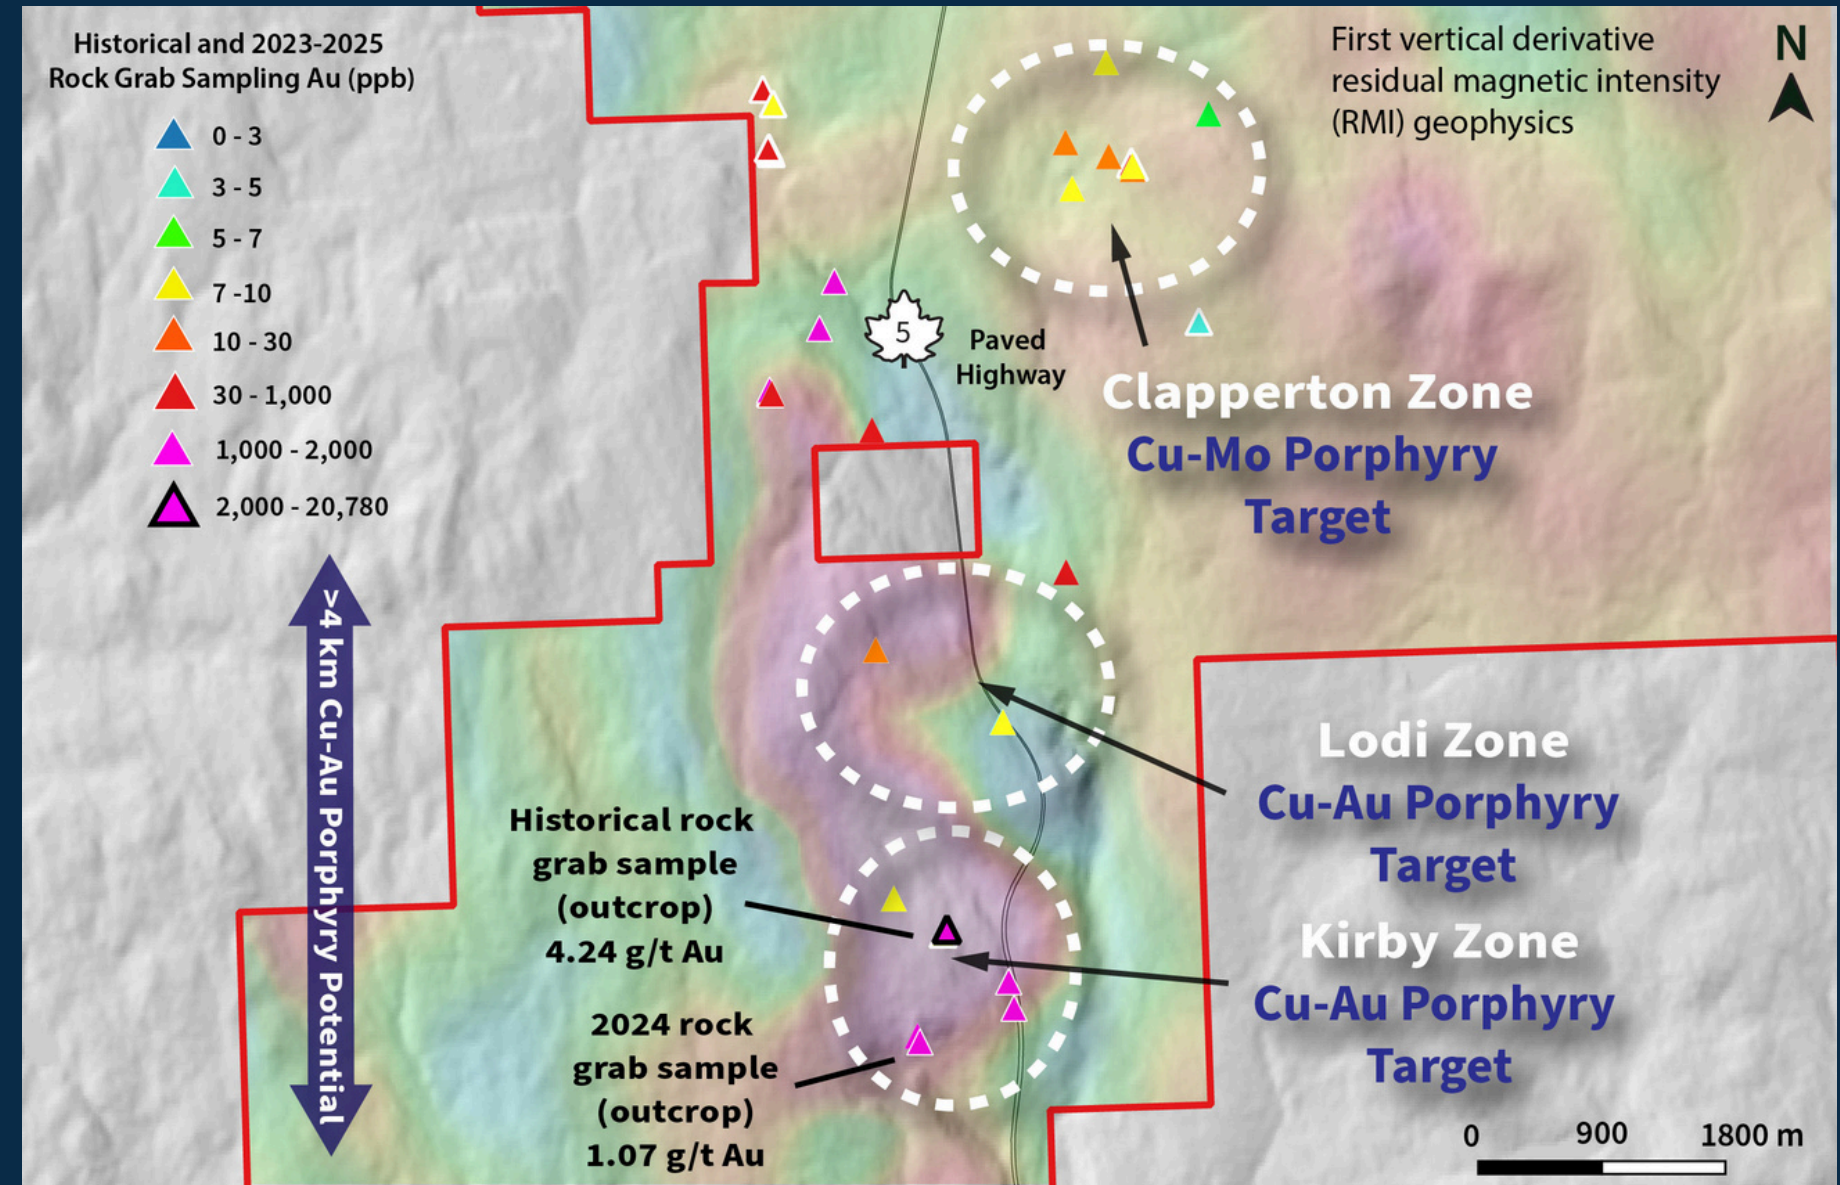 Historical and 2023-2025
Rock Grab Sampling Au (ppb)
0 - 3
3 - 5
5 - 7
7 -10
10 - 30
30 - 1,000
1,000 - 2,000
2,000 - 20,780
>4 km Cu-Au Porphyry Potential
First vertical derivative
residual magnetic intensity
(RMI) geophysics
N
5
Paved
Highway
Clapperton Zone
Cu-Mo Porphyry
Target
Lodi Zone
Cu-Au Porphyry
Target
Historical rock
grab sample
(outcrop)
4.24 g/t Au
Kirby Zone
Cu-Au Porphyry
Target
2024 rock
grab sample
(outcrop)
1.07 g/t Au
0 900 1800 m